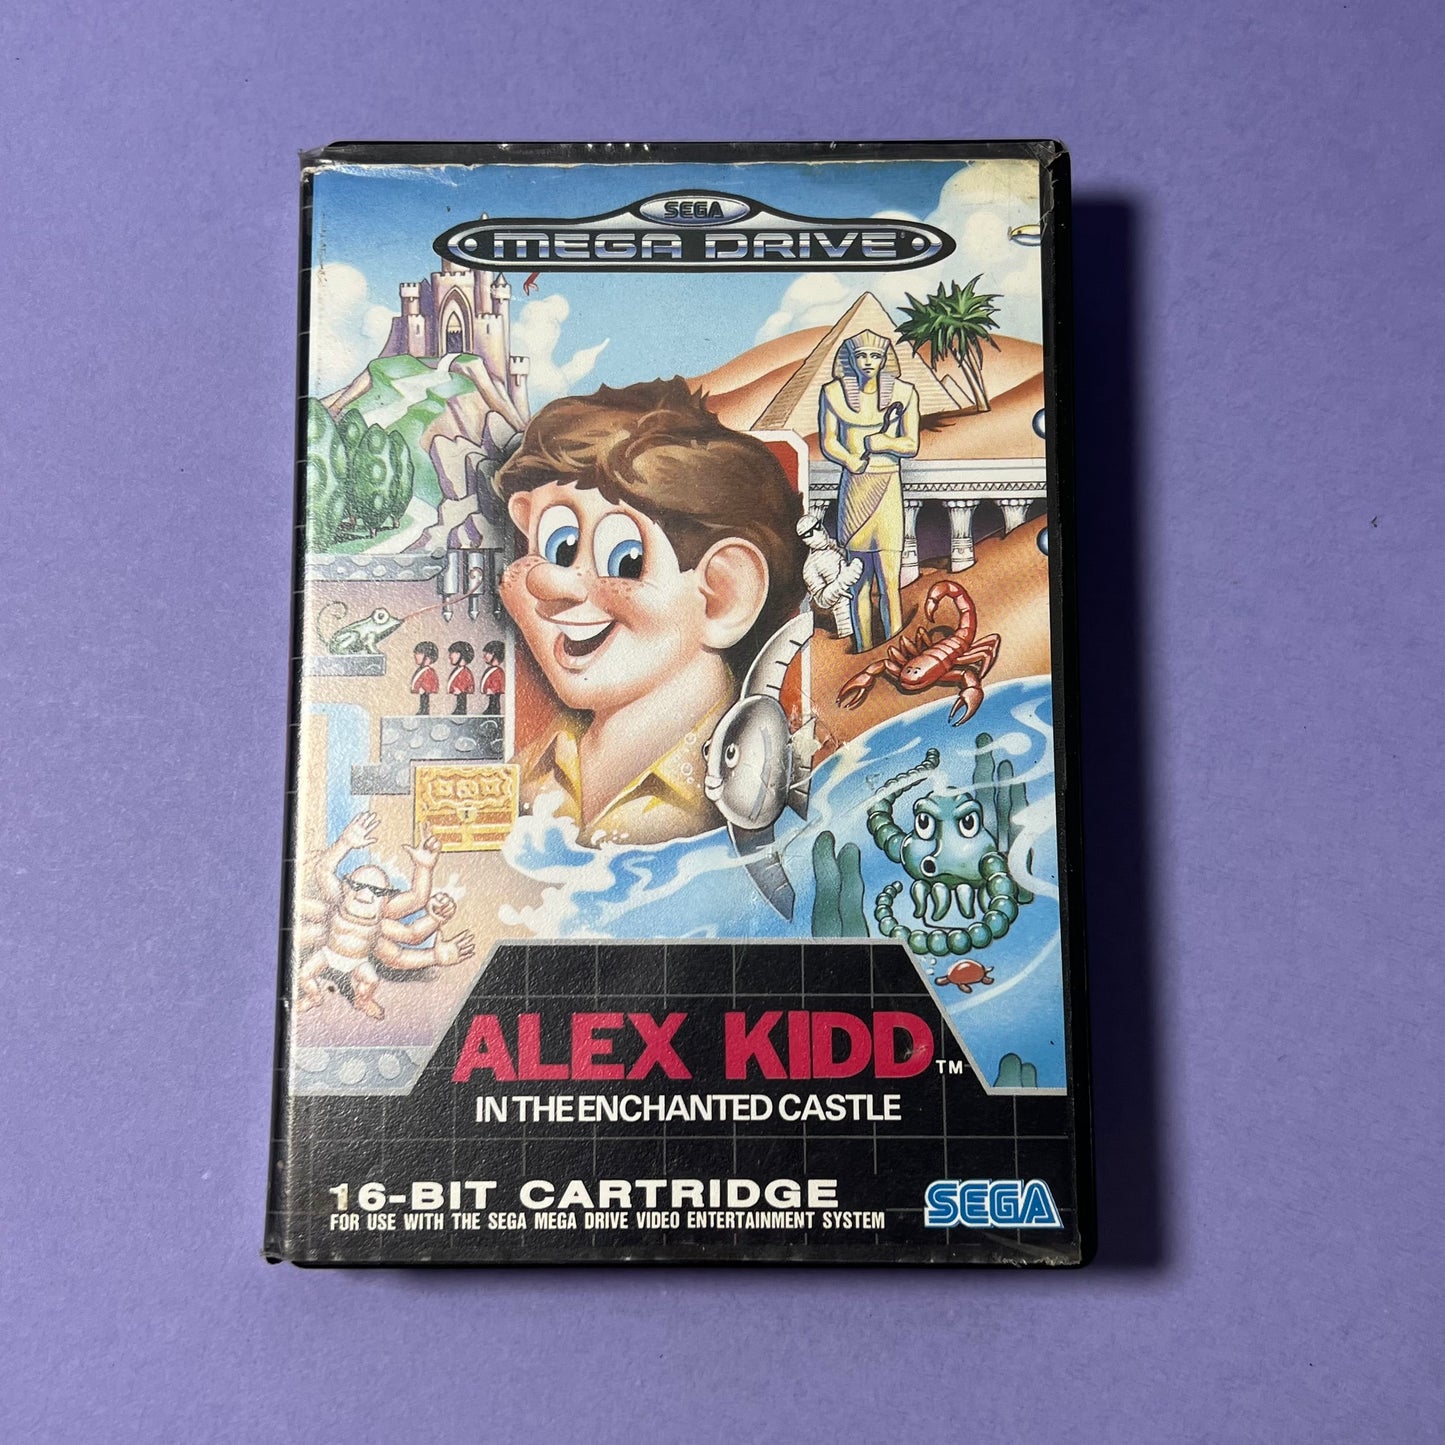 SEGA
MEGA DRIVE
ALEX KIDD™
IN THE ENCHANTED CASTLE
16-BIT CARTRIDGE
FOR USE WITH THE SEGA MEGA DRIVE VIDEO ENTERTAINMENT SYSTEM
SEGA